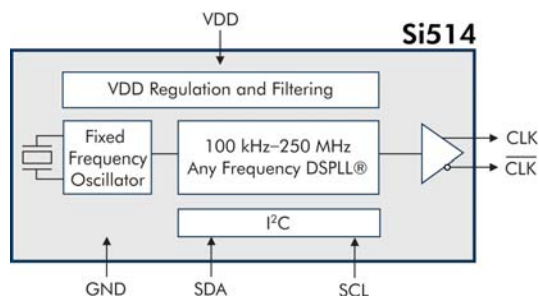 VDD
Si514
VDD Regulation and Filtering
Fixed
Frequency
Oscillator
100 kHz–250 MHz
Any Frequency DSPLL®
CLK
CLK
I²C
GND
SDA
SCL